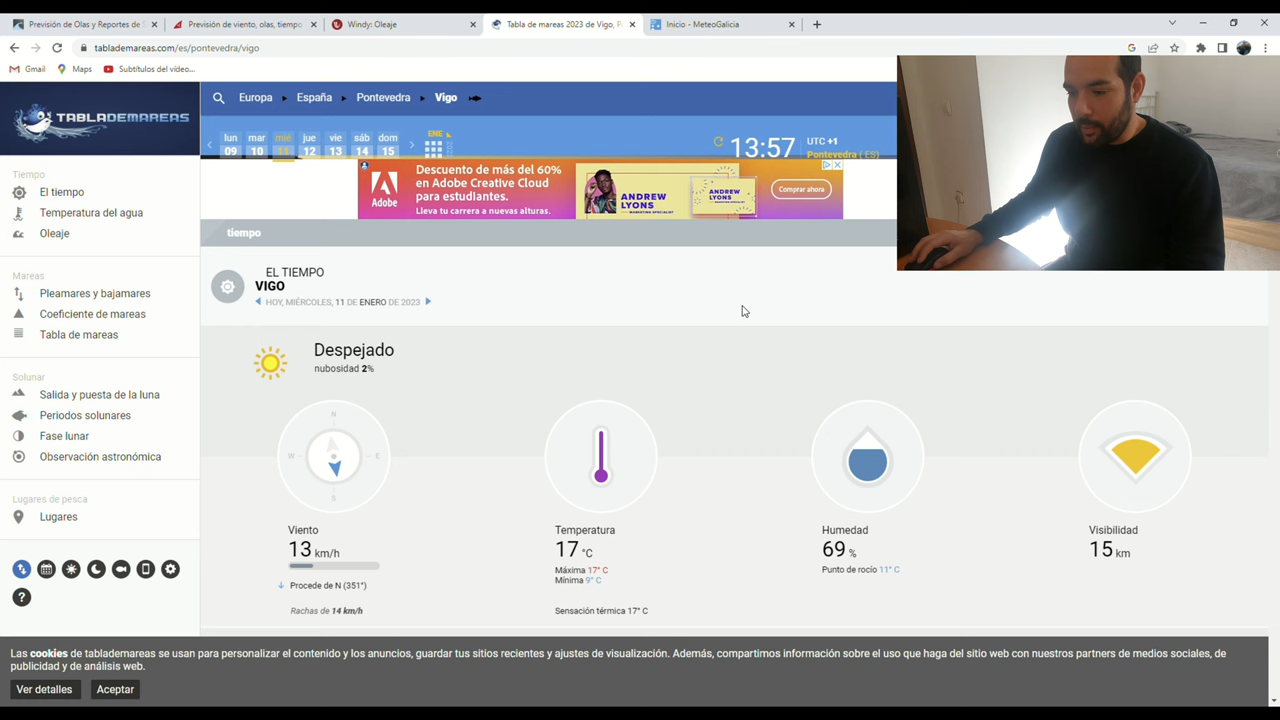 Previsión de Olas y Reportes de S
Previsión de viento, olas, tiempo
Windy: Oleaje
Tabla de mareas 2023 de Vigo, P
Inicio - MeteoGalicia
tablademareas.com/es/pontevedra/vigo
Gmail
Maps
Subtítulos del vídeo...
TABLADEMAREAS
Europa
España
Pontevedra
Vigo
lun mar mié jue vie sáb dom
09 10 11 12 13 14 15
ENE
2023
13:57
UTC +1
Pontevedra ( ES)
Adobe
Descuento de más del 60%
en Adobe Creative Cloud
para estudiantes.
Lleva tu carrera a nuevas alturas.
ANDREW
LYONS
MARKETING SPECIALIST
ANDREW
LYONS
Comprar ahora
Tiempo
El tiempo
Temperatura del agua
Oleaje
Mareas
Pleamares y bajamares
Coeficiente de mareas
Tabla de mareas
Solunar
Salida y puesta de la luna
Periodos solunares
Fase lunar
Observación astronómica
Lugares de pesca
Lugares
?
tiempo
EL TIEMPO
VIGO
HOY, MIÉRCOLES, 11 DE ENERO DE 2023
Despejado
nubosidad 2%
N
W
E
S
Viento
13 km/h
Procede de N (351°)
Rachas de 14 km/h
Temperatura
17 °C
Máxima 17° C
Mínima 9° C
Sensación térmica 17° C
Humedad
69 %
Punto de rocío 11° C
Visibilidad
15 km
Las cookies de tablademareas se usan para personalizar el contenido y los anuncios, guardar tus sitios recientes y ajustes de visualización. Además, compartimos información sobre el uso que haga del sitio web con nuestros partners de medios sociales, de
publicidad y de análisis web.
Ver detalles
Aceptar